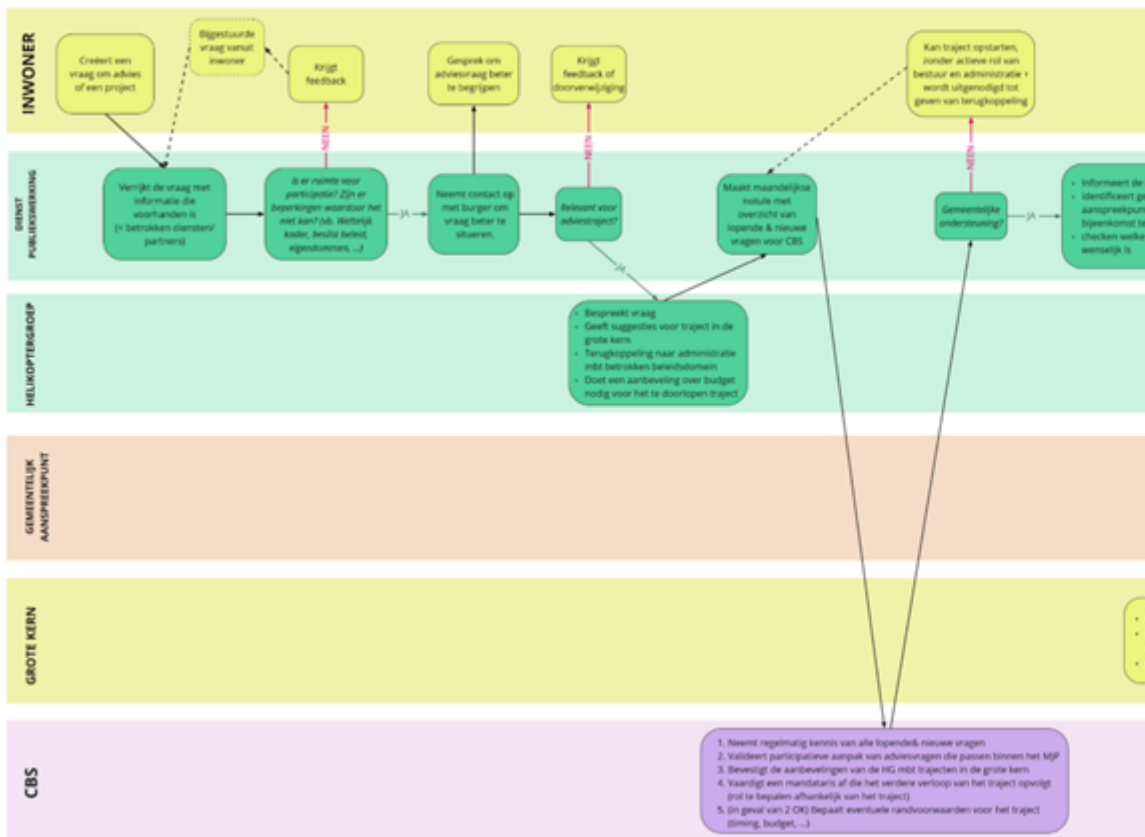 INWONER
Creëert een
vraag om advies
of een project
Bijgestuurde
vraag vanuit
inwoner
Krijgt
feedback
Gesprek om
adviesvraag beter
te begrijpen
Krijgt
feedback of
doorverwijziging
Kan traject opstarten,
zonder actieve rol van
bestuur en administratie +
wordt uitgenodigd tot
geven van terugkoppeling
NEEN
NEEN
NEEN
DIENST
PUBLIEKSWERKING
Verrijkt de vraag met
informatie die
voorhanden is
(< betrokken diensten/
partners)
Is er ruimte voor
participatie? Zijn er
beperkingen waardoor het
niet kan? (vb. Wettelijk
kader, beslist beleid,
eigendommen, ...)
JA
Neemt contact op
met burger om
vraag beter te
situeren.
Relevant voor
adviestraject?
JA
Maakt maandelijkse
notule met
overzicht van
lopende & nieuwe
vragen voor CBS
Gemeentelijke
ondersteuning?
JA
• Informeert de
• Identificeert ge
aanspreekpun
bijeenkomst te
• checken welke
wenselijk is
HELIKOPTERGROEP
• Bespreekt vraag
• Geeft suggesties voor traject in de
grote kern
• Terugkoppeling naar administratie
mbt betrokken beleidsdomein
• Doet een aanbeveling over budget
nodig voor het te doorlopen traject
GEMEENTELIJK
AANSPREEKPUNT
GROTE KERN
CBS
1. Neemt regelmatig kennis van alle lopende& nieuwe vragen
2. Valideert participatieve aanpak van adviesvragen die passen binnen het MJP
3. Bevestigt de aanbevelingen van de HG mbt trajecten in de grote kern
4. Vaardigt een mandataris af die het verdere verloop van het traject opvolgt
(rol te bepalen afhankelijk van het traject)
5. (in geval van 2 OK) Bepaalt eventuele randvoorwaarden voor het traject
(timing, budget, ...)